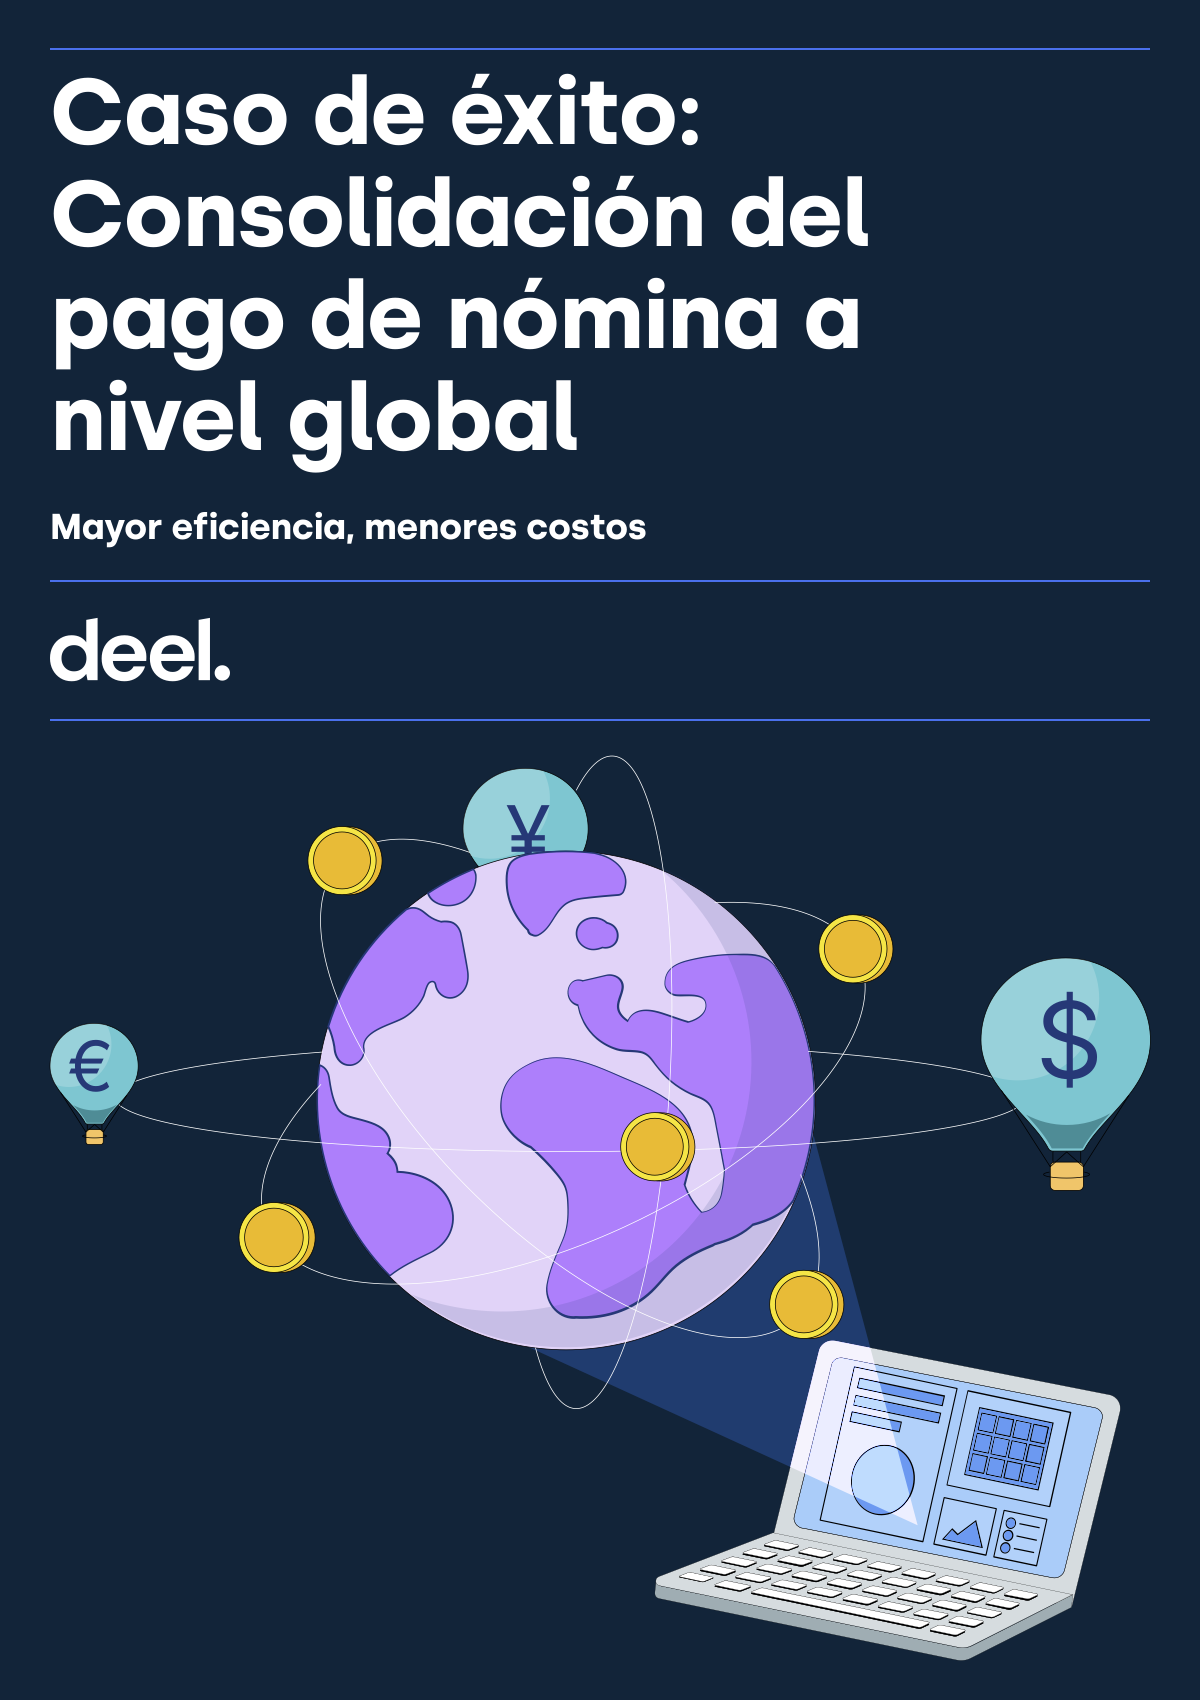 Caso de éxito:
Consolidación del
pago de nómina a
nivel global
Mayor eficiencia, menores costos
deel.
¥
€
$